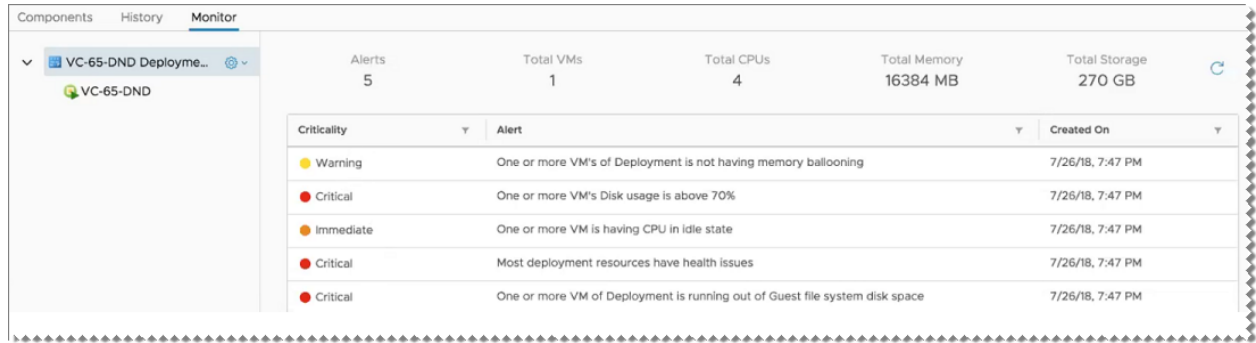 Components History Monitor
VC-65-DND Deployme...
VC-65-DND
Alerts Total VMs Total CPUs Total Memory Total Storage
5 1 4 16384 MB 270 GB
Criticality Alert Created On
Warning One or more VM's of Deployment is not having memory ballooning 7/26/18, 7:47 PM
Critical One or more VM's Disk usage is above 70% 7/26/18, 7:47 PM
Immediate One or more VM is having CPU in idle state 7/26/18, 7:47 PM
Critical Most deployment resources have health issues 7/26/18, 7:47 PM
Critical One or more VM of Deployment is running out of Guest file system disk space 7/26/18, 7:47 PM